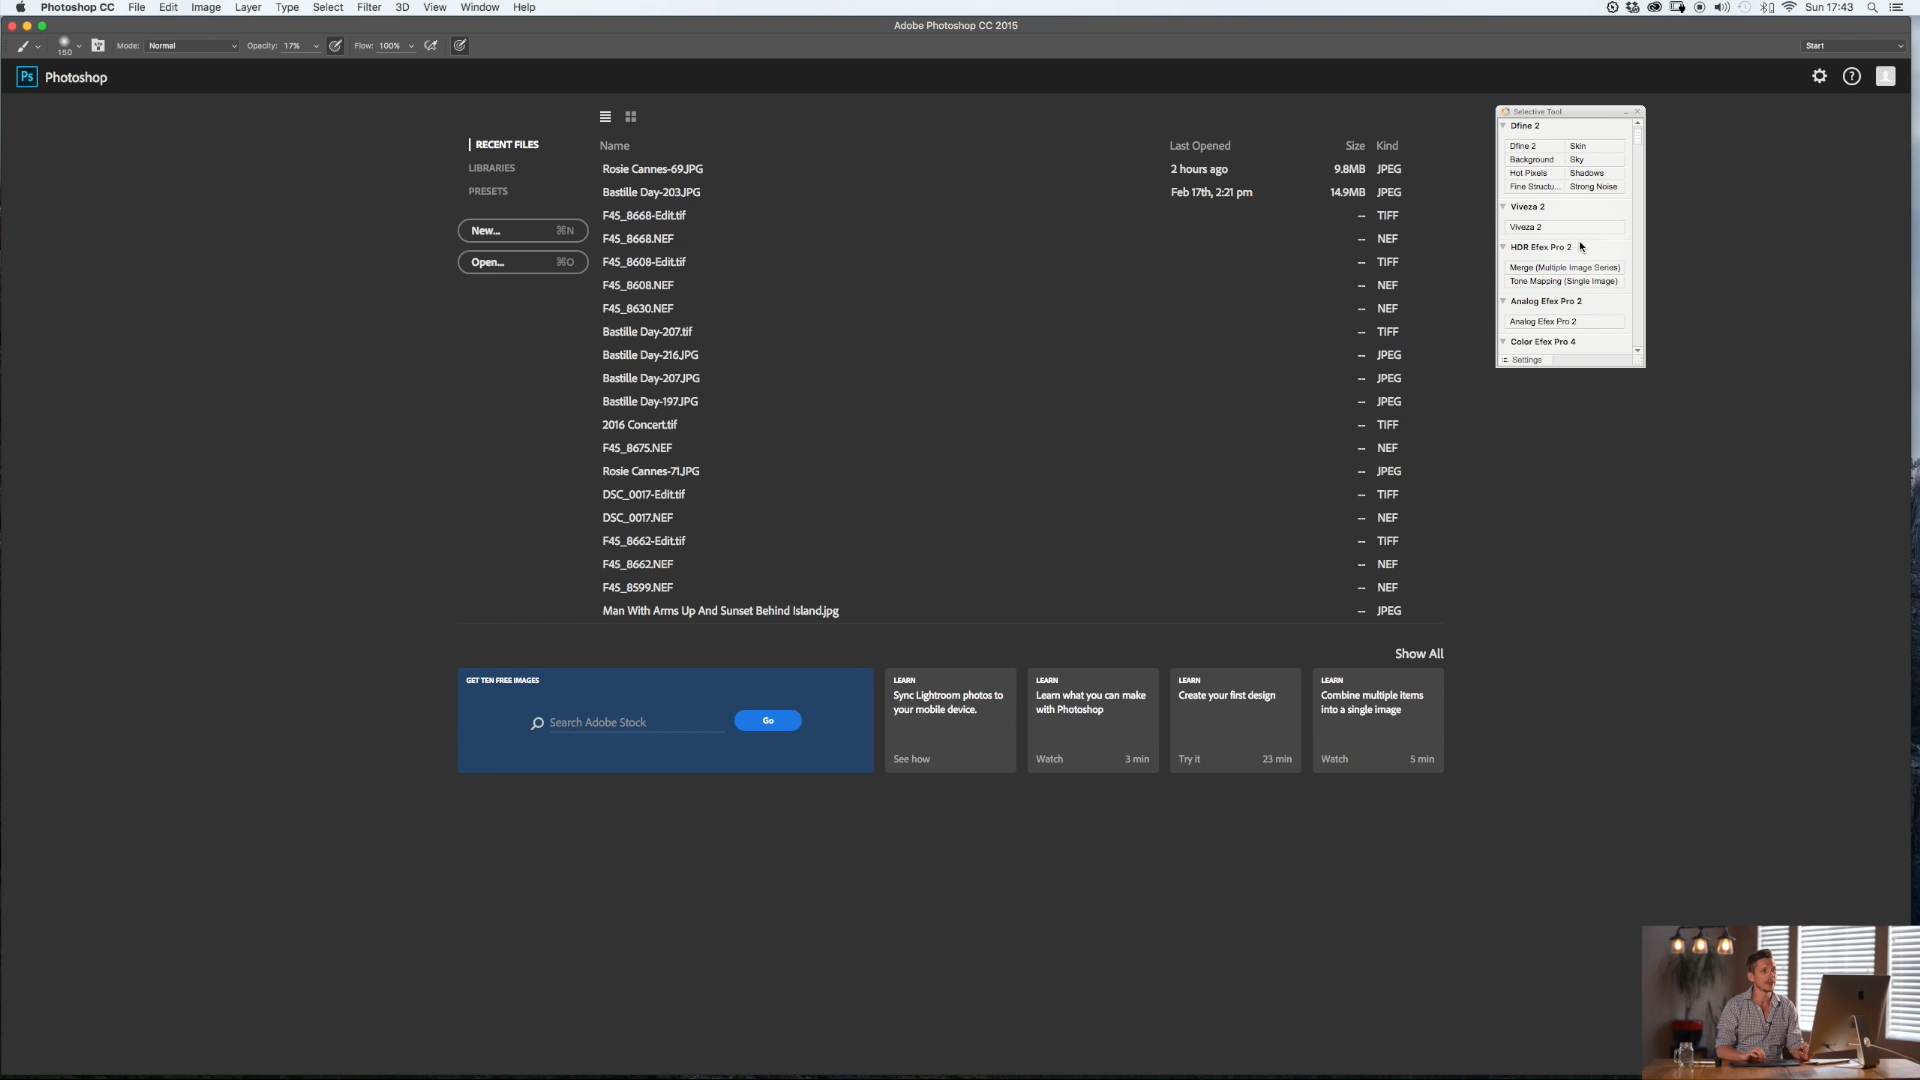 Photoshop CC File Edit Image Layer Type Select Filter 3D View Window Help Sun 17:43
Adobe Photoshop CC 2015
150 Mode: Normal Opacity: 17% Flow: 100% Start
Ps Photoshop
RECENT FILES
LIBRARIES
PRESETS
New... ⌘N
Open... ⌘O
Name Last Opened Size Kind
Rosie Cannes-69.JPG 2 hours ago 9.8MB JPEG
Bastille Day-203.JPG Feb 17th, 2:21 pm 14.9MB JPEG
F45_8668-Edit.tif -- TIFF
F45_8668.NEF -- NEF
F45_8608-Edit.tif -- TIFF
F45_8608.NEF -- NEF
F45_8630.NEF -- NEF
Bastille Day-207.tif -- TIFF
Bastille Day-216.JPG -- JPEG
Bastille Day-207.JPG -- JPEG
Bastille Day-197.JPG -- JPEG
2016 Concert.tif -- TIFF
F45_8675.NEF -- NEF
Rosie Cannes-71.JPG -- JPEG
DSC_0017-Edit.tif -- TIFF
DSC_0017.NEF -- NEF
F45_8662-Edit.tif -- TIFF
F45_8662.NEF -- NEF
F45_8599.NEF -- NEF
Man With Arms Up And Sunset Behind Island.jpg -- JPEG
Show All
GET TEN FREE IMAGES
Search Adobe Stock Go
LEARN
Sync Lightroom photos to
your mobile device.
See how
LEARN
Learn what you can make
with Photoshop
Watch 3 min
LEARN
Create your first design
Try it 23 min
LEARN
Combine multiple items
into a single image
Watch 5 min
Selective Tool
Dfine 2
Dfine 2 Skin
Background Sky
Hot Pixels Shadows
Fine Structu... Strong Noise
Viveza 2
Viveza 2
HDR Efex Pro 2
Merge (Multiple Image Series)
Tone Mapping (Single Image)
Analog Efex Pro 2
Analog Efex Pro 2
Color Efex Pro 4
Settings